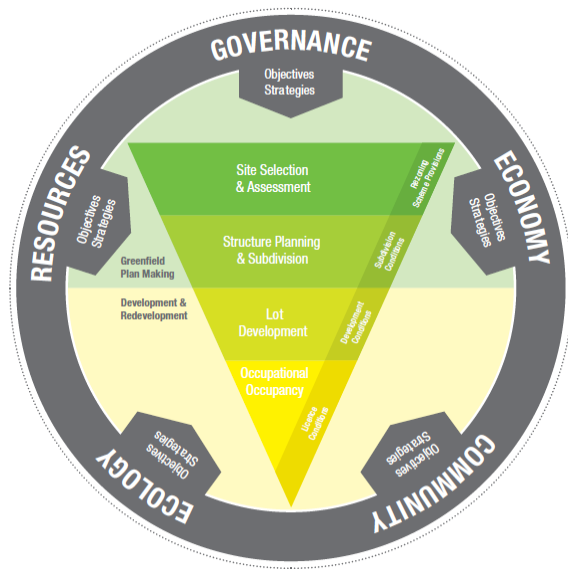 GOVERNANCE
Objectives
Strategies
RESOURCES
Objectives
Strategies
ECONOMY
Objectives
Strategies
Site Selection
& Assessment
Rezoning
Scheme Provisions
Structure Planning
& Subdivision
Subdivision
Conditions
Greenfield
Plan Making
Development &
Redevelopment
Lot
Development
Development
Conditions
Occupational
Occupancy
Licence
Conditions
ECOLOGY
Objectives
Strategies
COMMUNITY
Objectives
Strategies